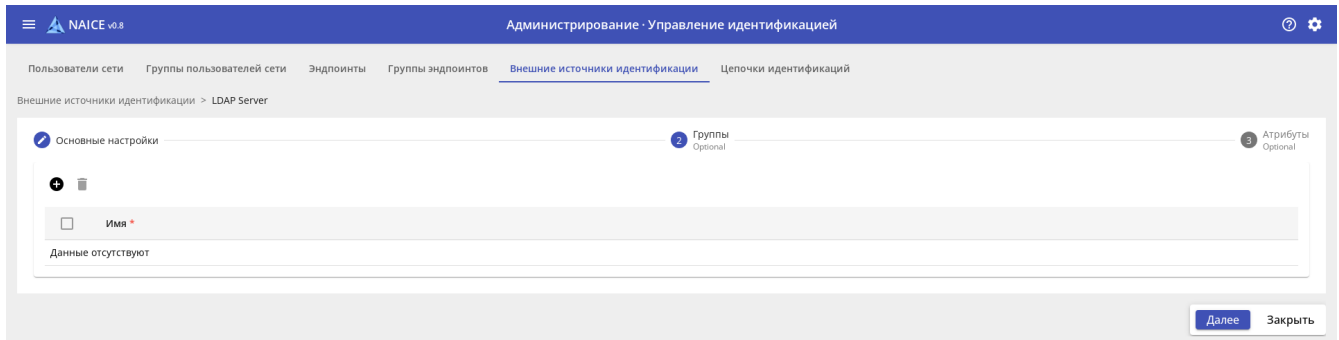 NAICE v0.8
Администрирование · Управление идентификацией
Пользователи сети Группы пользователей сети Эндпоинты Группы эндпоинтов Внешние источники идентификации Цепочки идентификаций
Внешние источники идентификации > LDAP Server
Основные настройки
2 Группы
Optional
3 Атрибуты
Optional
Имя *
Данные отсутствуют
Далее Закрыть